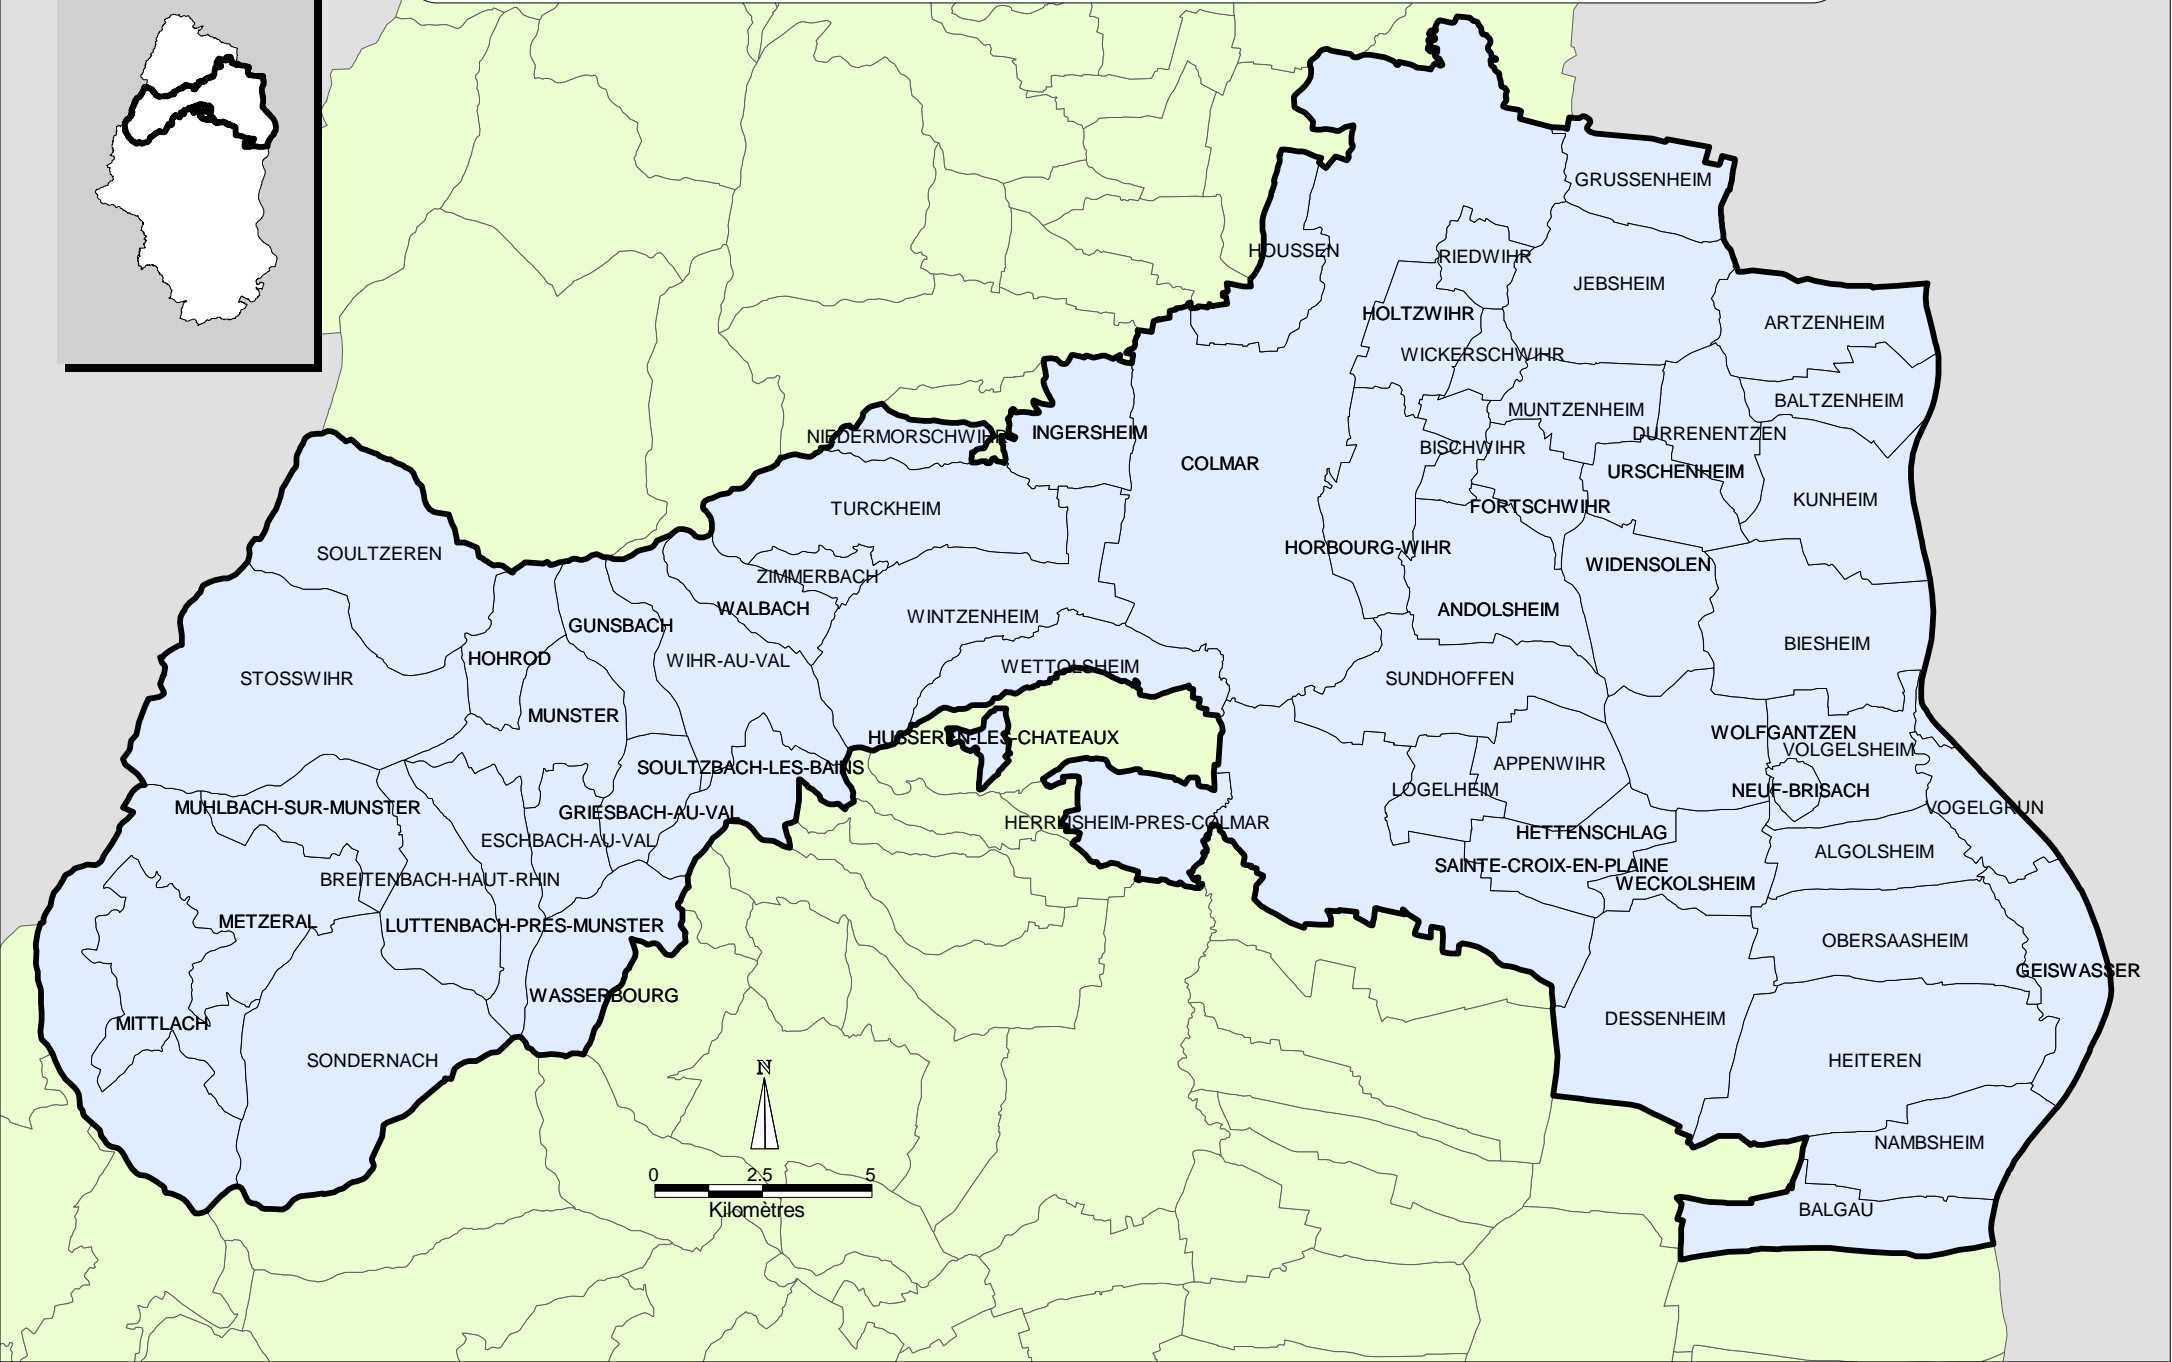 GRUSSENHEIM
HOUSSEN
RIEDWIHR
JEBSHEIM
HOLTZWIHR
ARTZENHEIM
WICKERSCHWIHR
BALTZENHEIM
MUNTZENHEIM
NIEDERMORSCHWIHR
INGERSHEIM
DURRENENTZEN
BISCHWIHR
COLMAR
URSCHENHEIM
KUNHEIM
TURCKHEIM
FORTSCHWIHR
HORBOURG-WIHR
SOULTZEREN
WIDENSOLEN
ZIMMERBACH
WALBACH
ANDOLSHEIM
WINTZENHEIM
GUNSBACH
BIESHEIM
HOHROD
WIHR-AU-VAL
WETTOLSHEIM
STOSSWIHR
SUNDHOFFEN
MUNSTER
WOLFGANTZEN
HUSSEREN-LES-CHATEAUX
VOLGELSHEIM
APPENWIHR
SOULTZBACH-LES-BAINS
LOGELHEIM
NEUF-BRISACH
MUHLBACH-SUR-MUNSTER
VOGELGRUN
GRIESBACH-AU-VAL
HERRLISHEIM-PRES-COLMAR
HETTENSCHLAG
ESCHBACH-AU-VAL
ALGOLSHEIM
SAINTE-CROIX-EN-PLAINE
BREITENBACH-HAUT-RHIN
WECKOLSHEIM
METZERAL
LUTTENBACH-PRES-MUNSTER
OBERSAASHEIM
GEISWASSER
WASSERBOURG
DESSENHEIM
MITTLACH
SONDERNACH
HEITEREN
N
NAMBSHEIM
0 2.5 5
Kilomètres
BALGAU